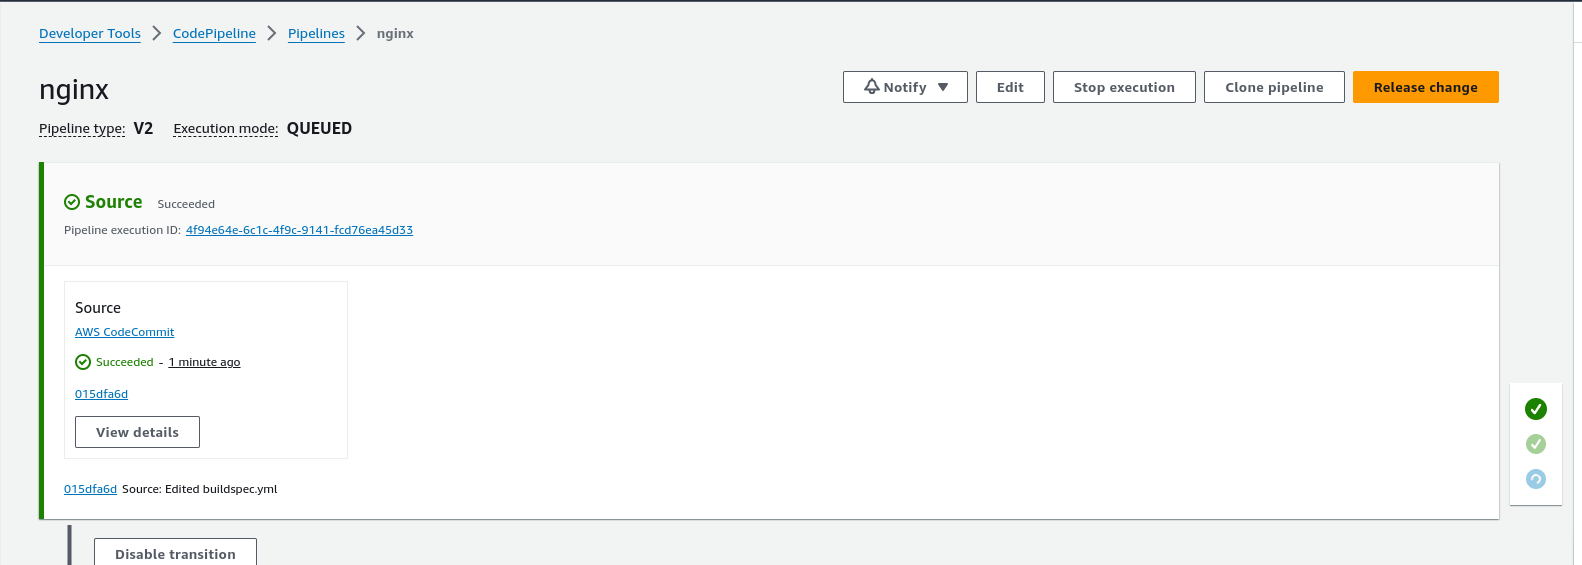 Developer Tools > CodePipeline > Pipelines > nginx
nginx
Notify ▼ Edit Stop execution Clone pipeline Release change
Pipeline type: V2 Execution mode: QUEUED
Source Succeeded
Pipeline execution ID: 4f94e64e-6c1c-4f9c-9141-fcd76ea45d33
Source
AWS CodeCommit
Succeeded - 1 minute ago
015dfa6d
View details
015dfa6d Source: Edited buildspec.yml
Disable transition